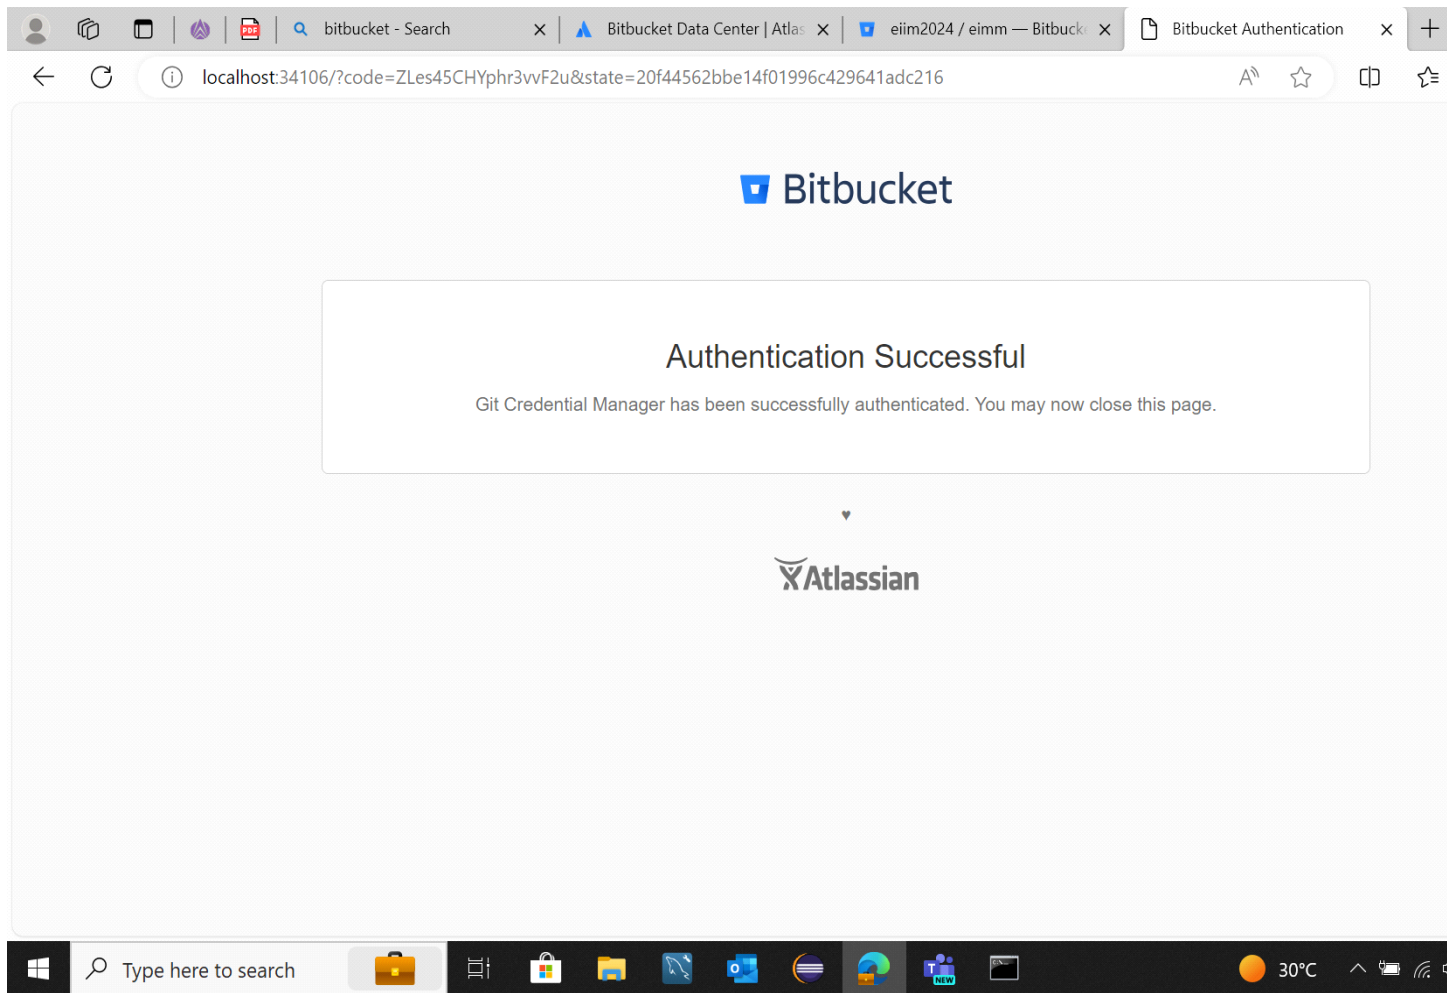 bitbucket - Search
Bitbucket Data Center | Atlas
eiim2024 / eimm — Bitbucke
Bitbucket Authentication
localhost:34106/?code=ZLes45CHYphr3vvF2u&state=20f44562bbe14f01996c429641adc216
Bitbucket
Authentication Successful
Git Credential Manager has been successfully authenticated. You may now close this page.
♥
Atlassian
Type here to search
NEW
30°C